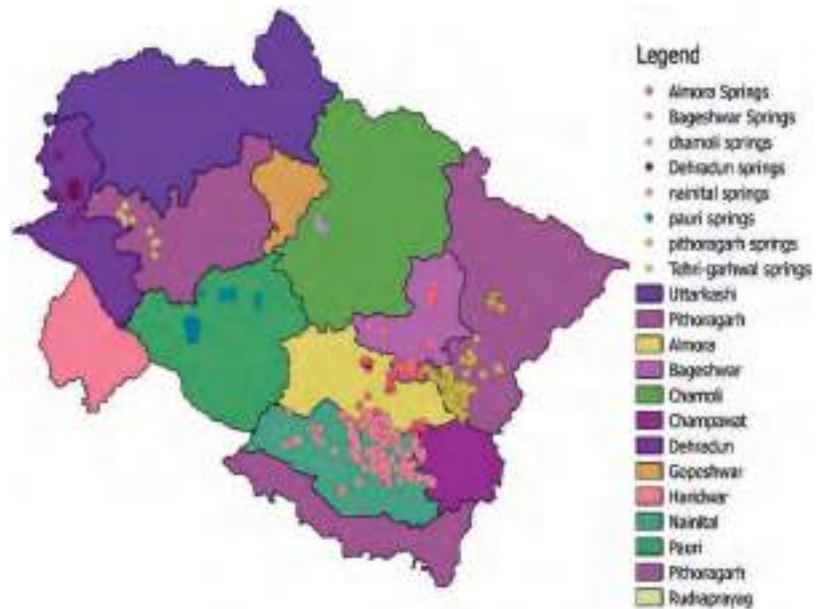 Legend
Almora Springs
Bageshwar Springs
chamoli springs
Dehradun springs
nainital springs
pauri springs
pithoragarh springs
Tehri-garhwal springs
Uttarkashi
Pithoragarh
Almora
Bageshwar
Chamoli
Champawat
Dehradun
Gopeshwar
Haridwar
Nainital
Pauri
Pithoragarh
Rudraprayag